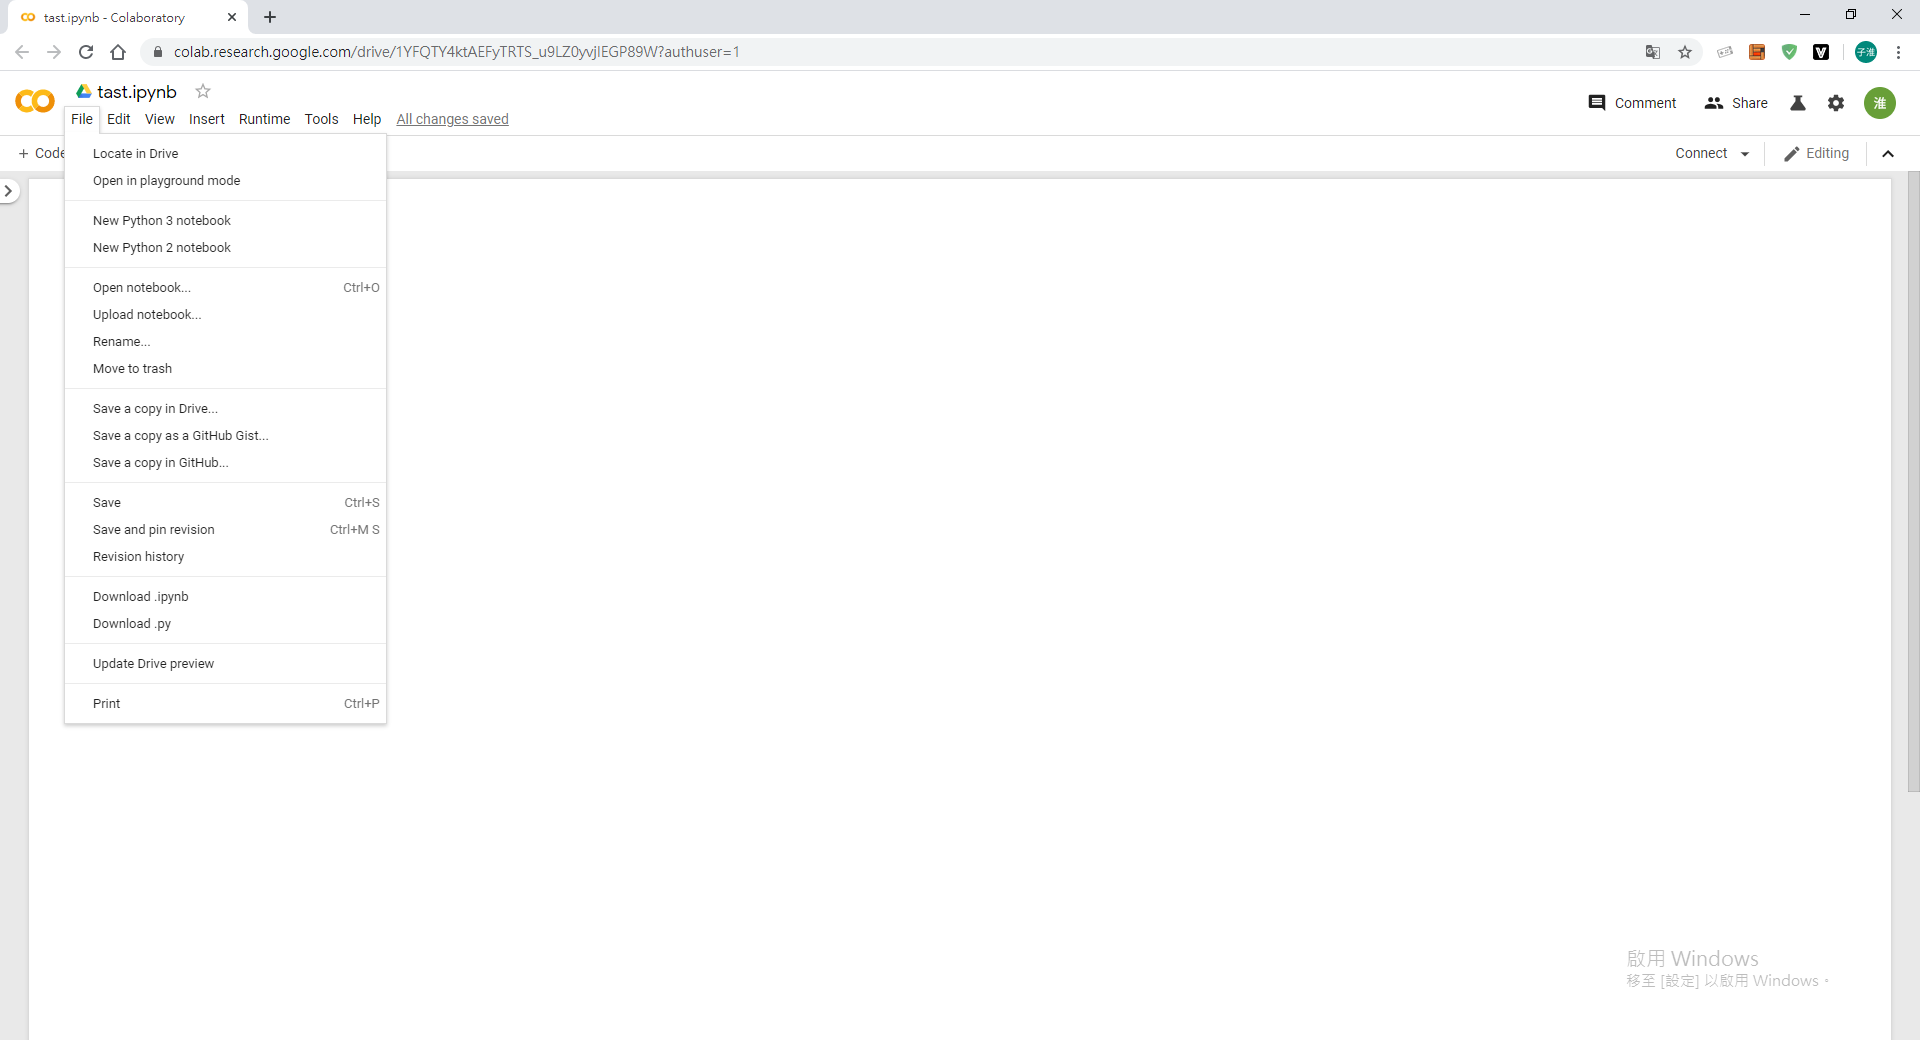 tast.ipynb - Colaboratory
colab.research.google.com/drive/1YFQTY4ktAEFyTRTS_u9LZ0yvjIEGP89W?authuser=1
子淮
tast.ipynb
Comment
Share
淮
File Edit View Insert Runtime Tools Help All changes saved
+ Code
Connect
Editing
Locate in Drive
Open in playground mode
New Python 3 notebook
New Python 2 notebook
Open notebook... Ctrl+O
Upload notebook...
Rename...
Move to trash
Save a copy in Drive...
Save a copy as a GitHub Gist...
Save a copy in GitHub...
Save Ctrl+S
Save and pin revision Ctrl+M S
Revision history
Download .ipynb
Download .py
Update Drive preview
Print Ctrl+P
啟用 Windows
移至 [設定] 以啟用 Windows。